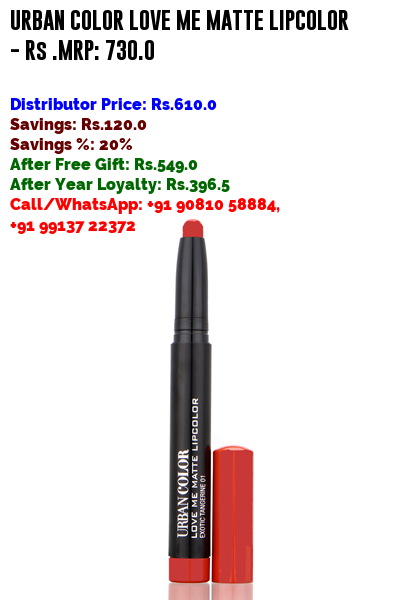 URBAN COLOR LOVE ME MATTE LIPCOLOR
- Rs .MRP: 730.0
Distributor Price: Rs.610.0
Savings: Rs.120.0
Savings %: 20%
After Free Gift: Rs.549.0
After Year Loyalty: Rs.396.5
Call/WhatsApp: +91 90810 58884,
+91 99137 22372
URBAN COLOR
LOVE ME MATTE LIPCOLOR
EXOTIC TANGERINE 01